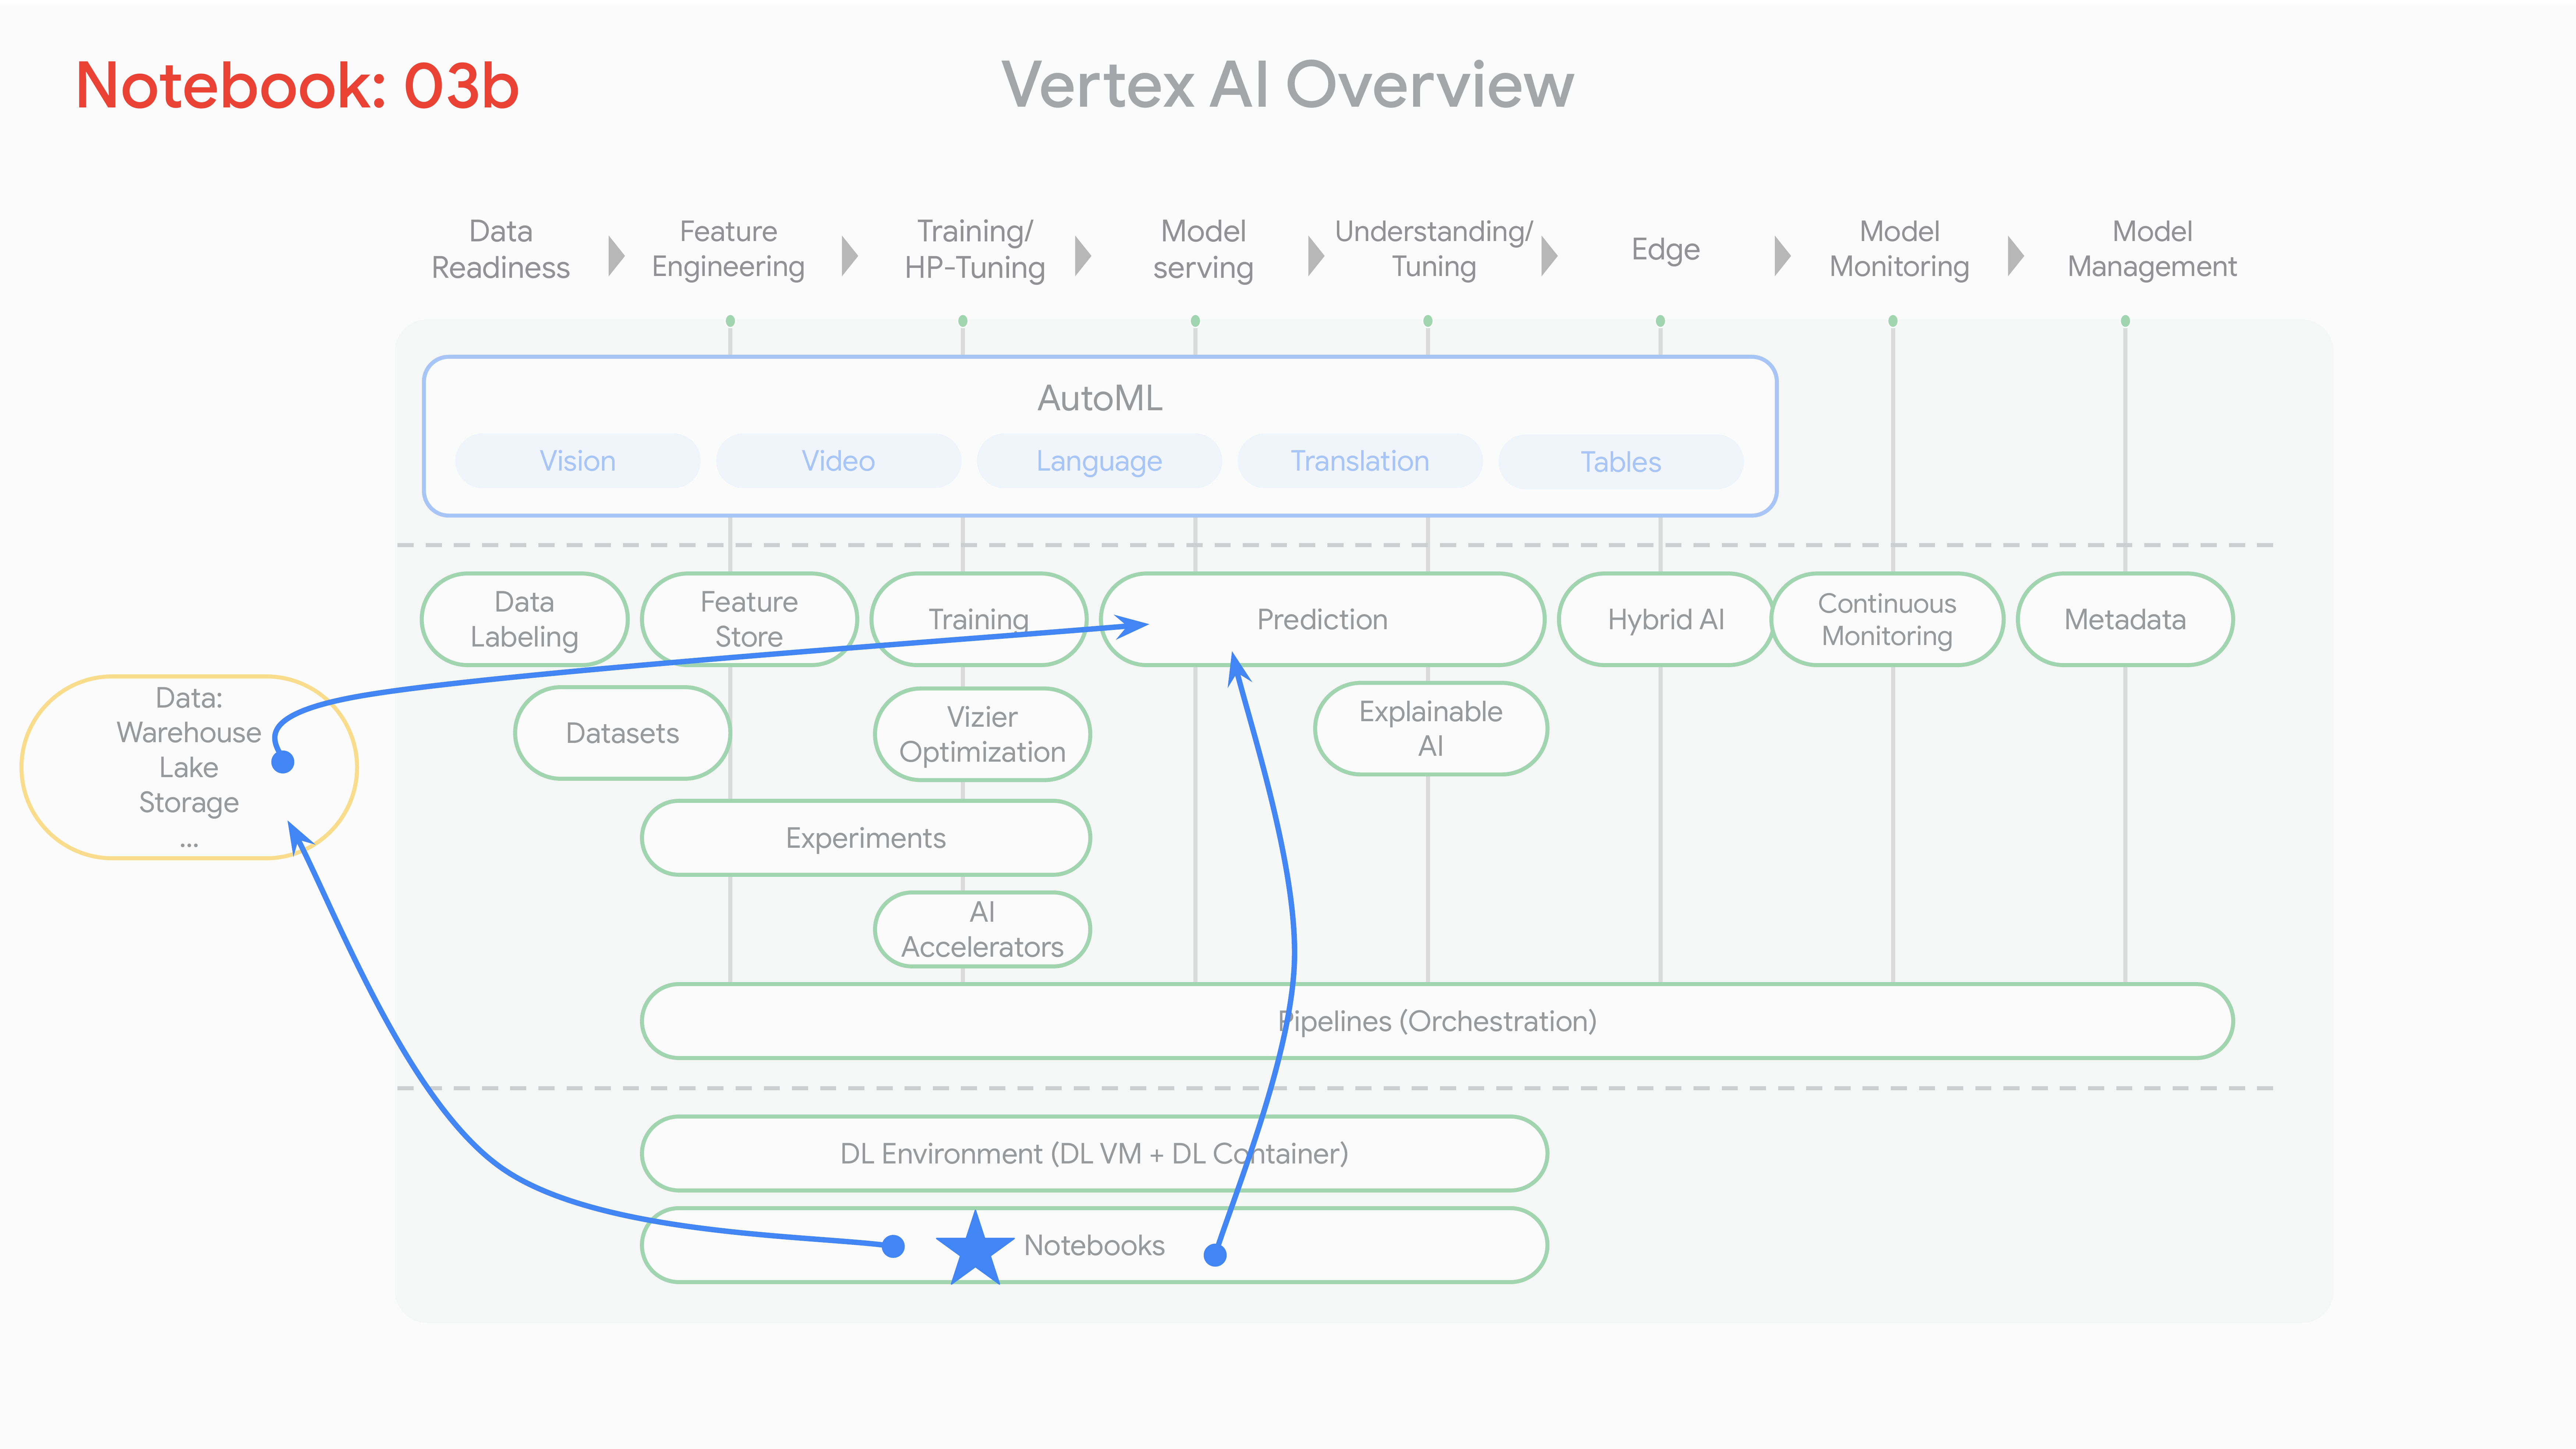 Notebook: 03b
Vertex AI Overview
Data
Readiness
Feature
Engineering
Training/
HP-Tuning
Model
serving
Understanding/
Tuning
Edge
Model
Monitoring
Model
Management
AutoML
Vision
Video
Language
Translation
Tables
Data
Labeling
Feature
Store
Training
Prediction
Hybrid AI
Continuous
Monitoring
Metadata
Data:
Warehouse
Lake
Storage
...
Datasets
Vizier
Optimization
Explainable
AI
Experiments
AI
Accelerators
Pipelines (Orchestration)
DL Environment (DL VM + DL Container)
Notebooks